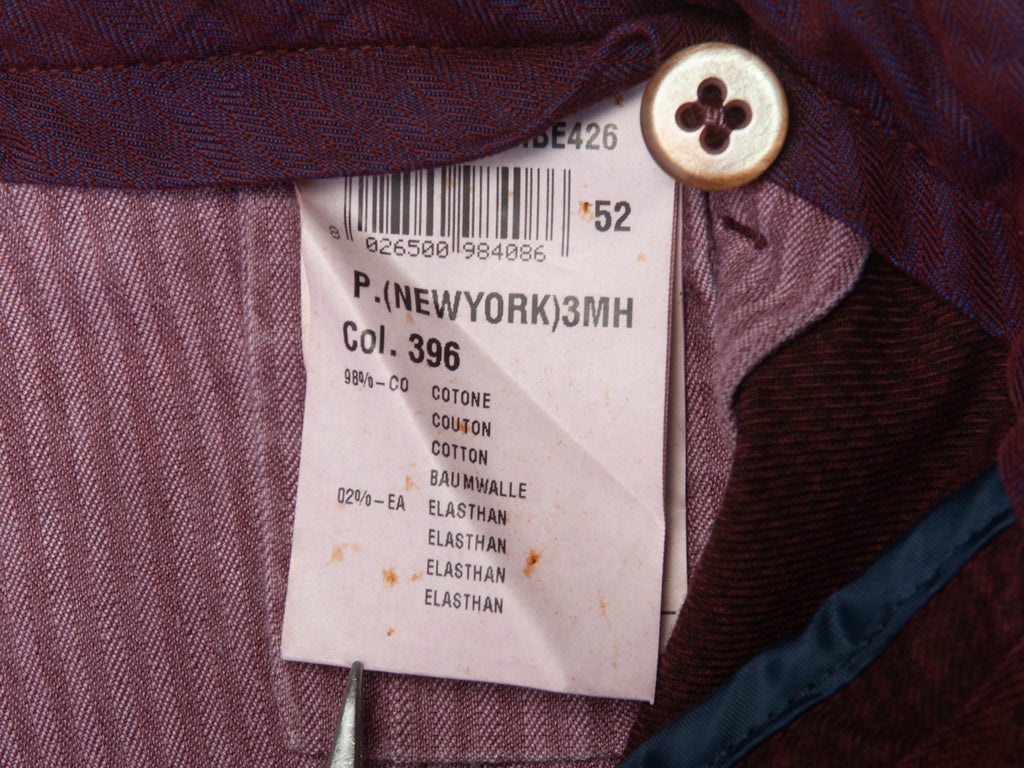 BE426
52
8 026500 984086
P.(NEWYORK)3MH
Col. 396
98%-CO COTONE
COUTON
COTTON
BAUMWALLE
02%-EA ELASTHAN
ELASTHAN
ELASTHAN
ELASTHAN